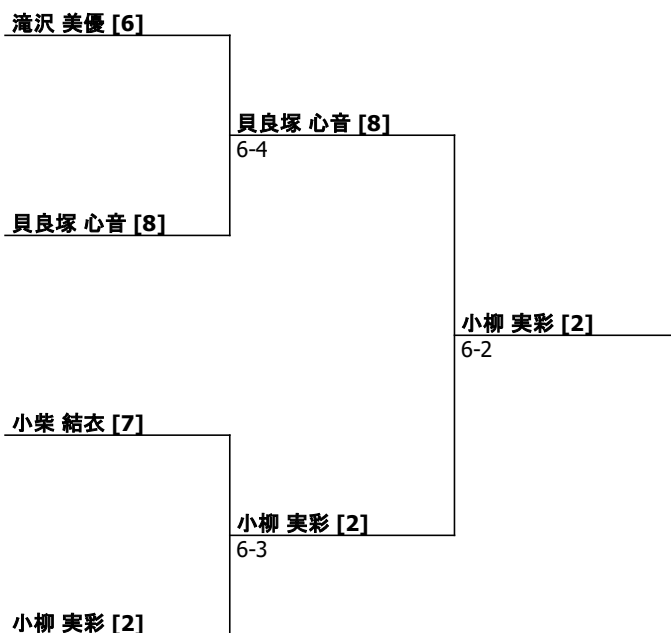 滝沢 美優 [6]
貝良塚 心音 [8]
6-4
貝良塚 心音 [8]
小柳 実彩 [2]
6-2
小柴 結衣 [7]
小柳 実彩 [2]
6-3
小柳 実彩 [2]